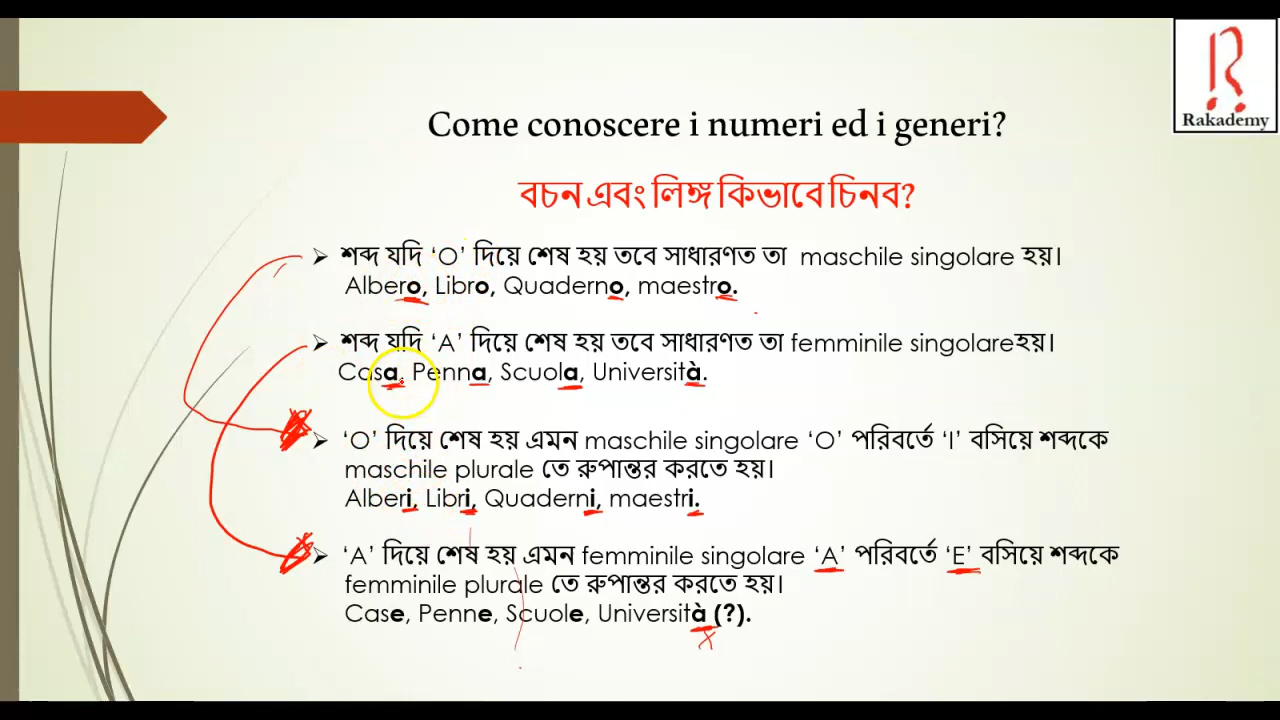 Rakademy
Come conoscere i numeri ed i generi?
বচন এবং লিঙ্গ কিভাবে চিনব?
➢ শব্দ যদি ‘O’ দিয়ে শেষ হয় তবে সাধারণত তা maschile singolare হয়।
Albero, Libro, Quaderno, maestro.
➢ শব্দ যদি ‘A’ দিয়ে শেষ হয় তবে সাধারণত তা femminile singolareহয়।
Casa, Penna, Scuola, Università.
➢ ‘O’ দিয়ে শেষ হয় এমন maschile singolare ‘O’ পরিবর্তে ‘I’ বসিয়ে শব্দকে
maschile plurale তে রুপান্তর করতে হয়।
Alberi, Libri, Quaderni, maestri.
➢ ‘A’ দিয়ে শেষ হয় এমন femminile singolare ‘A’ পরিবর্তে ‘E’ বসিয়ে শব্দকে
femminile plurale তে রুপান্তর করতে হয়।
Case, Penne, Scuole, Università (?).